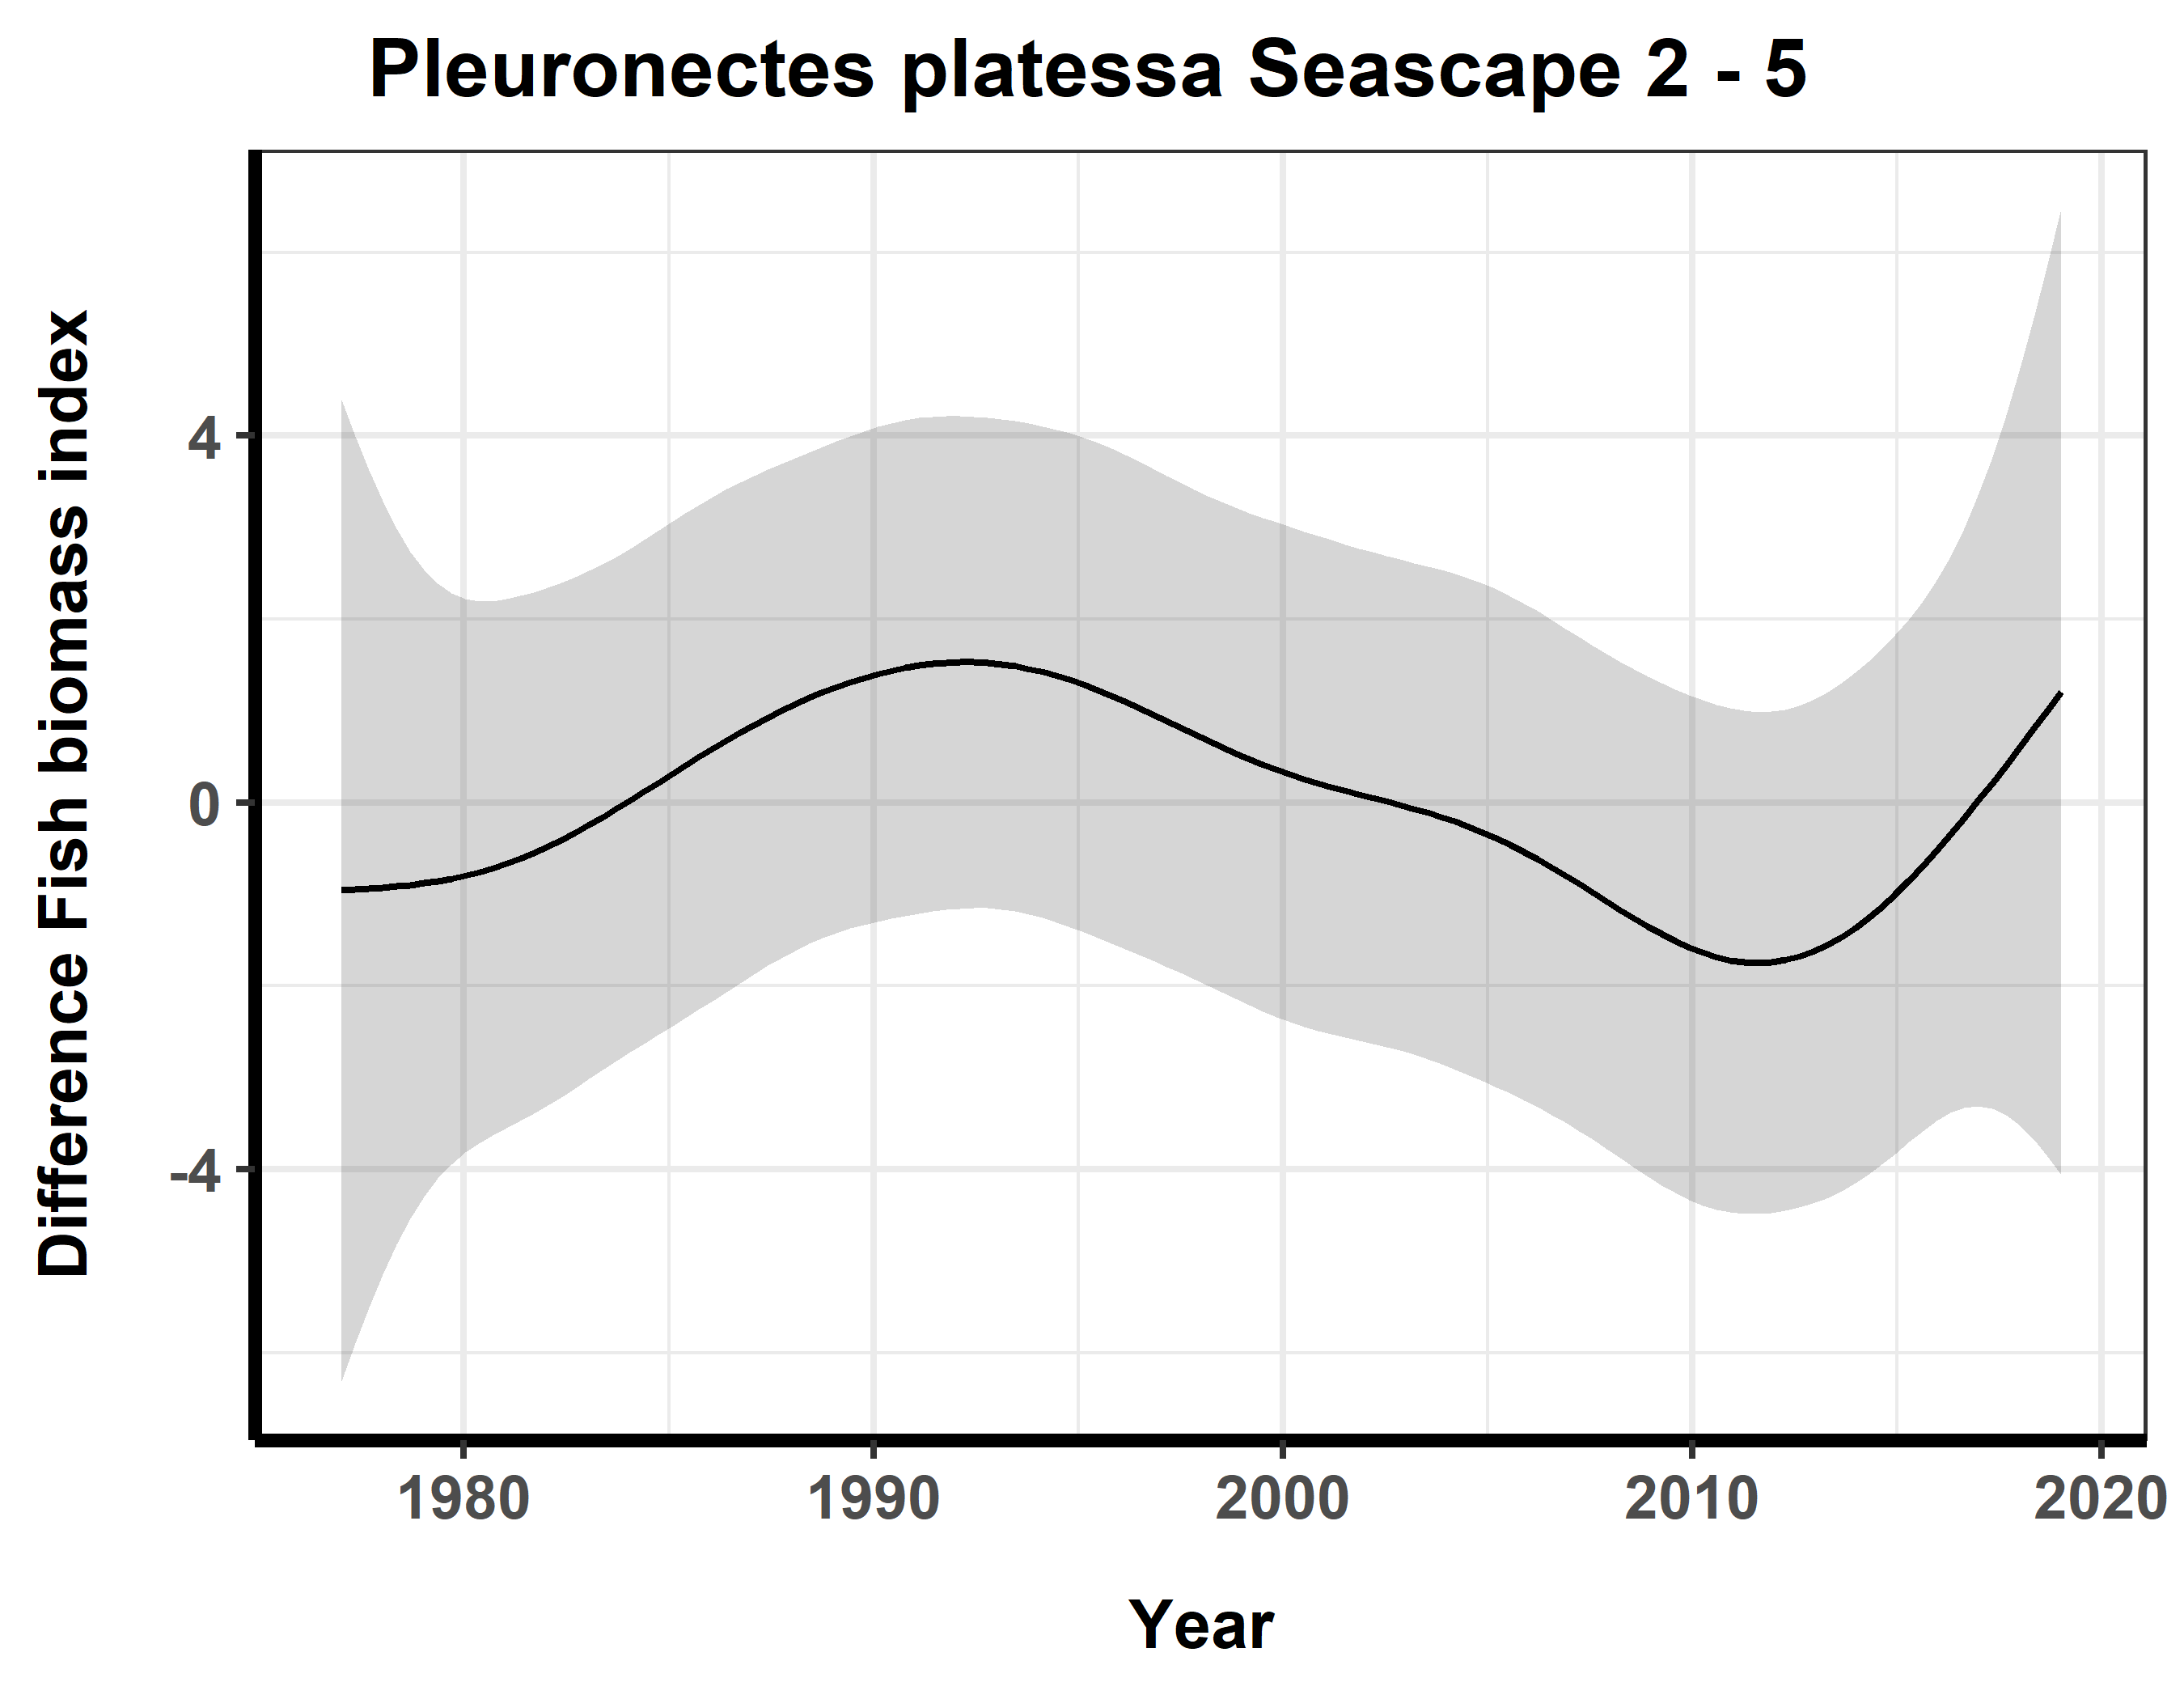 Pleuronectes platessa Seascape 2 - 5
Difference Fish biomass index
4
0
-4
1980
1990
2000
2010
2020
Year